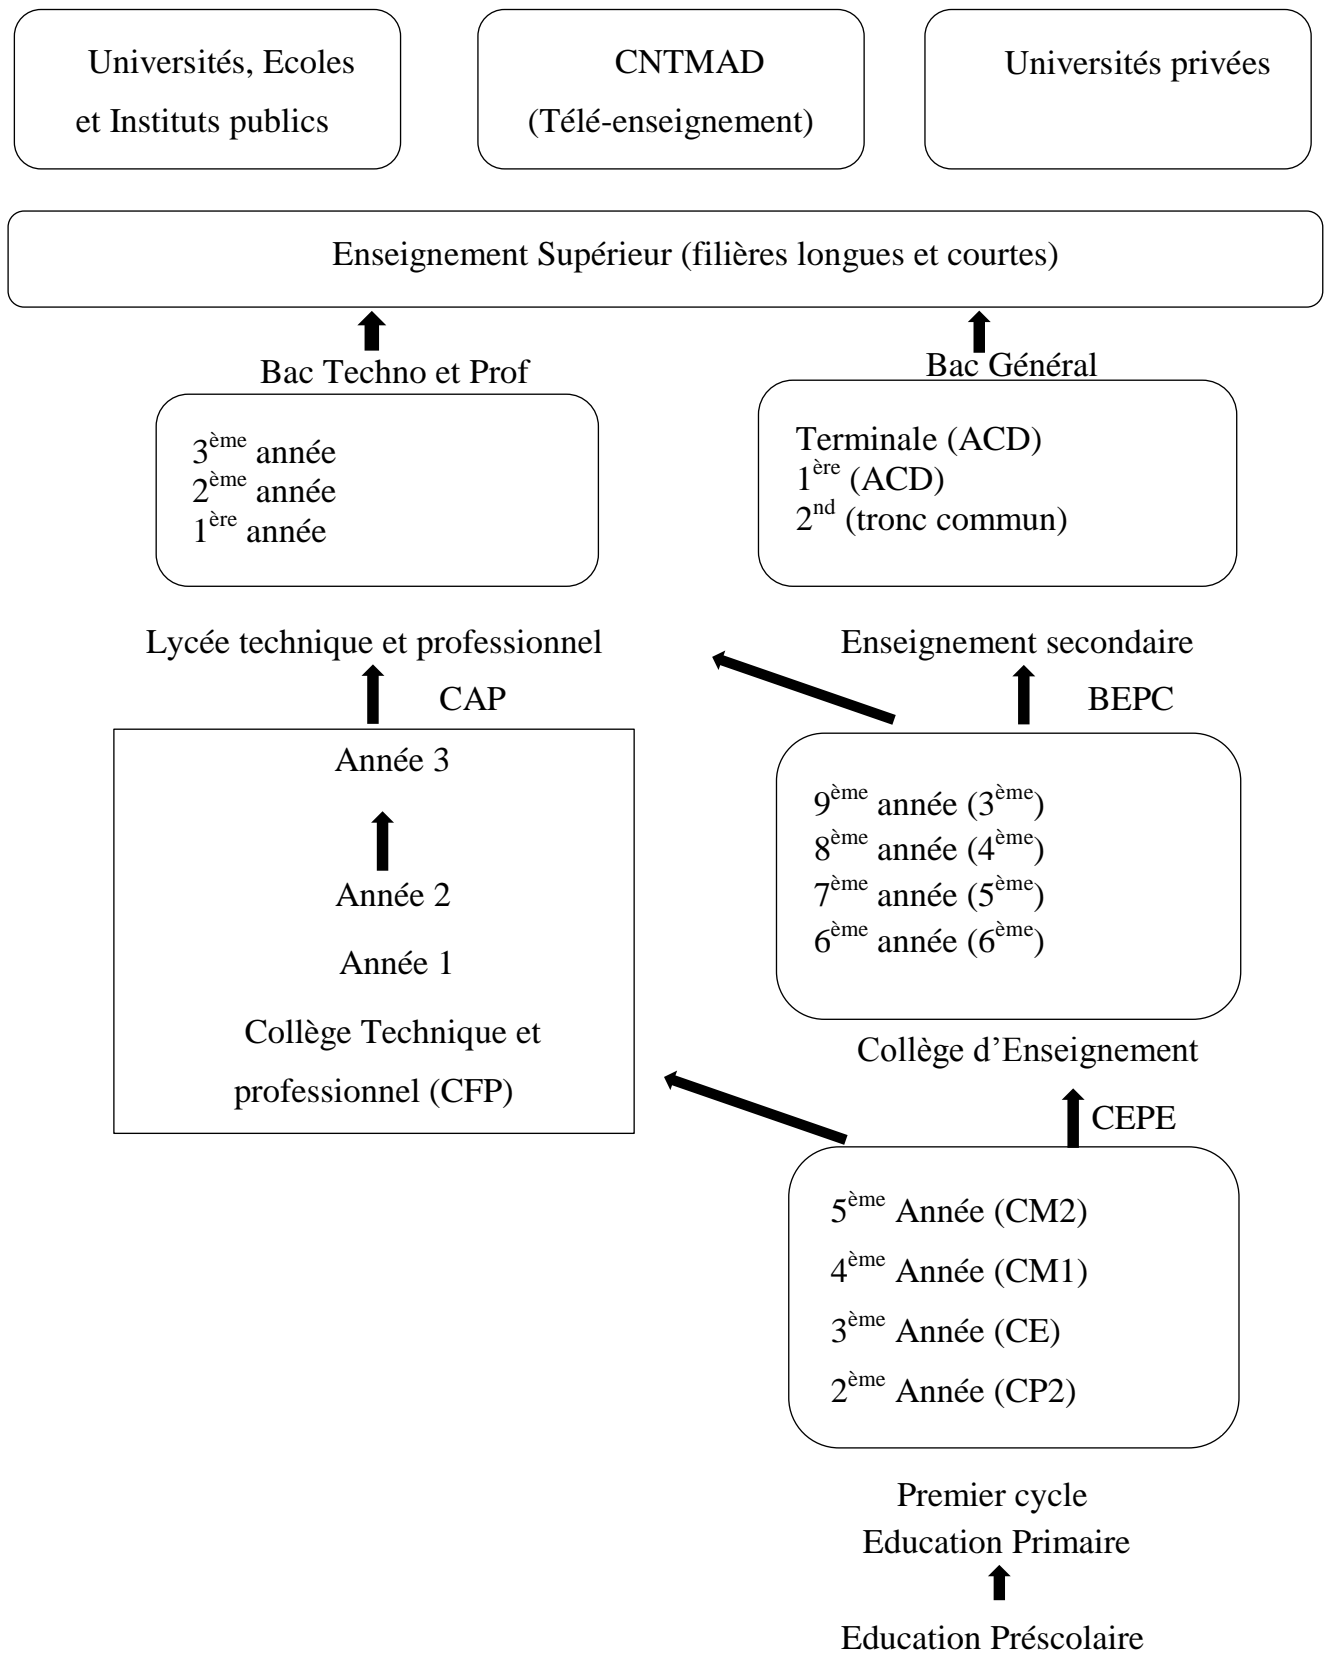 Universités, Ecoles
et Instituts publics
CNTMAD
(Télé-enseignement)
Universités privées
Enseignement Supérieur (filières longues et courtes)
Bac Techno et Prof
3ème année
2ème année
1ère année
Lycée technique et professionnel
Bac Général
Terminale (ACD)
1ère (ACD)
2nd (tronc commun)
Enseignement secondaire
CAP
Année 3
Année 2
Année 1
Collège Technique et
professionnel (CFP)
BEPC
9ème année (3ème)
8ème année (4ème)
7ème année (5ème)
6ème année (6ème)
Collège d’Enseignement
CEPE
5ème Année (CM2)
4ème Année (CM1)
3ème Année (CE)
2ème Année (CP2)
Premier cycle
Education Primaire
Education Préscolaire